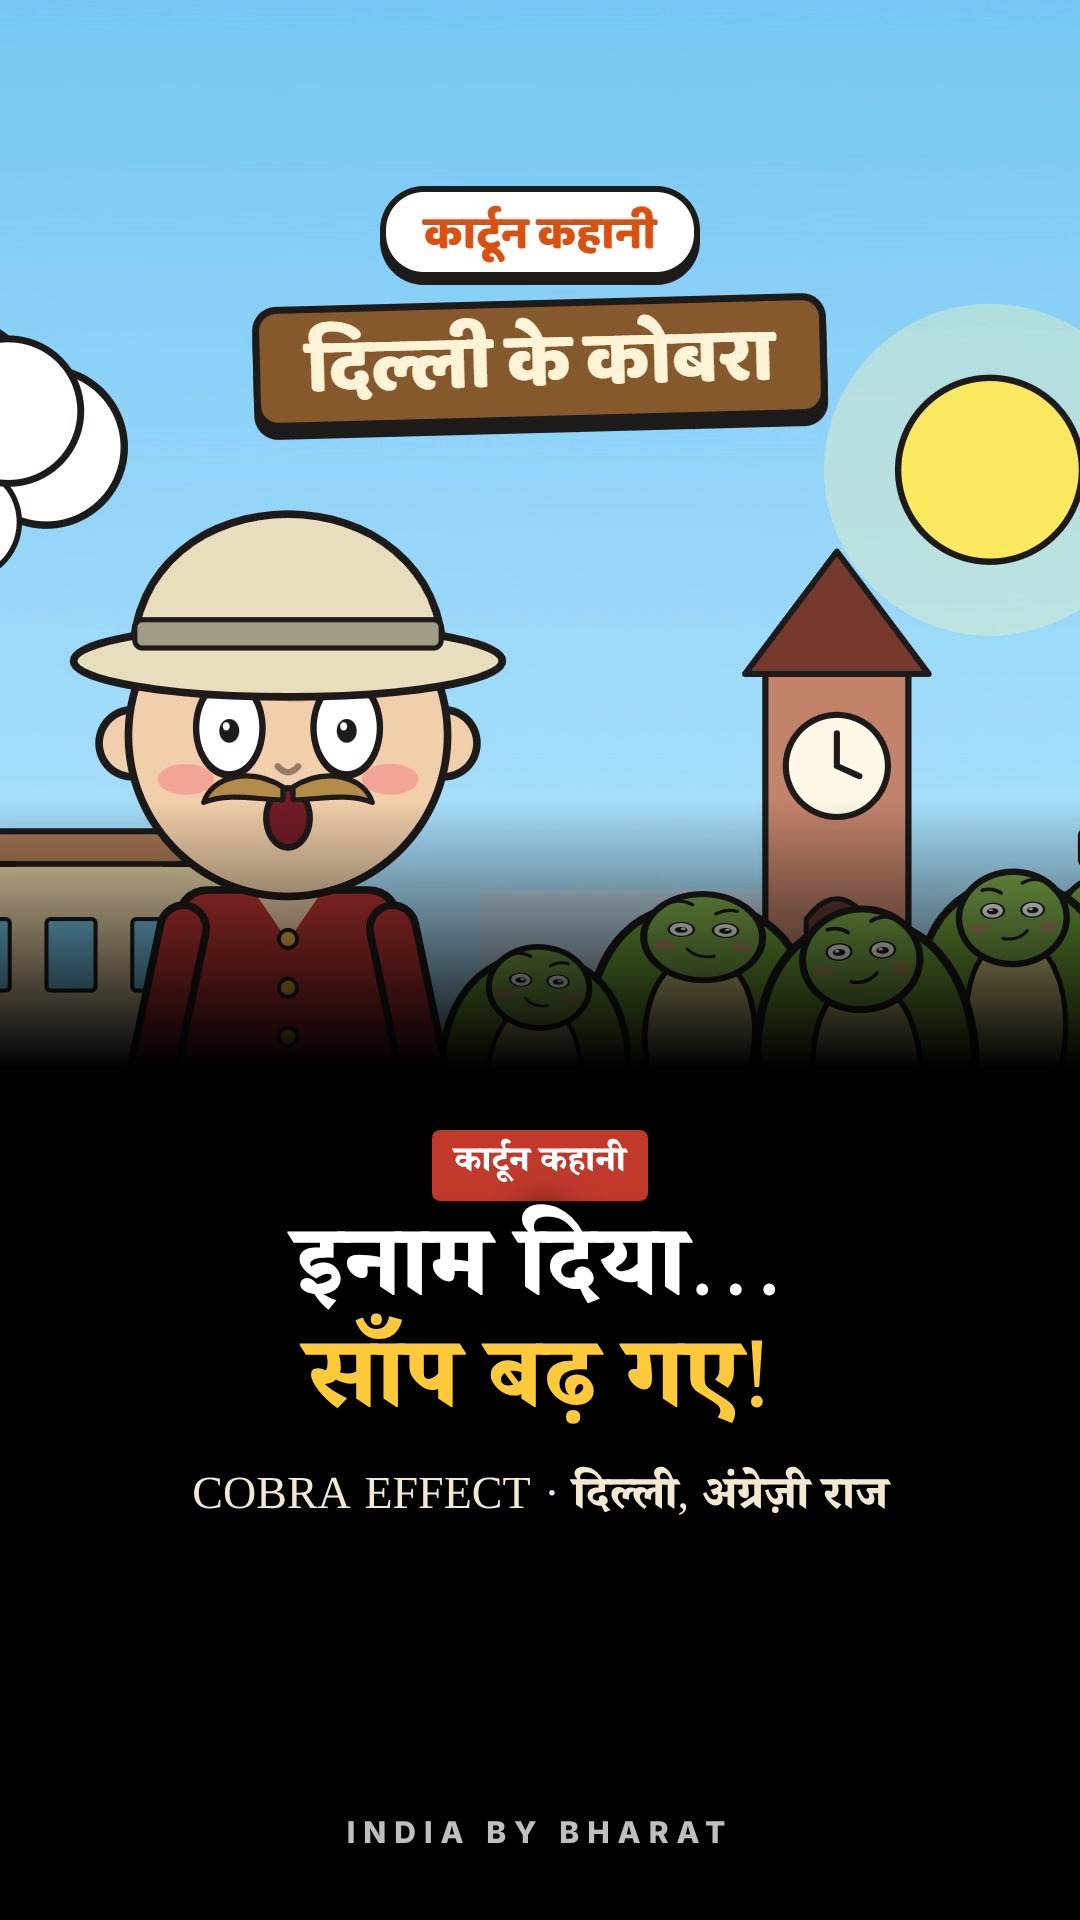 कार्टून कहानी
दिल्ली के कोबरा
कार्टून कहानी
इनाम दिया...
साँप बढ़ गए!
COBRA EFFECT · दिल्ली, अंग्रेज़ी राज
INDIA BY BHARAT